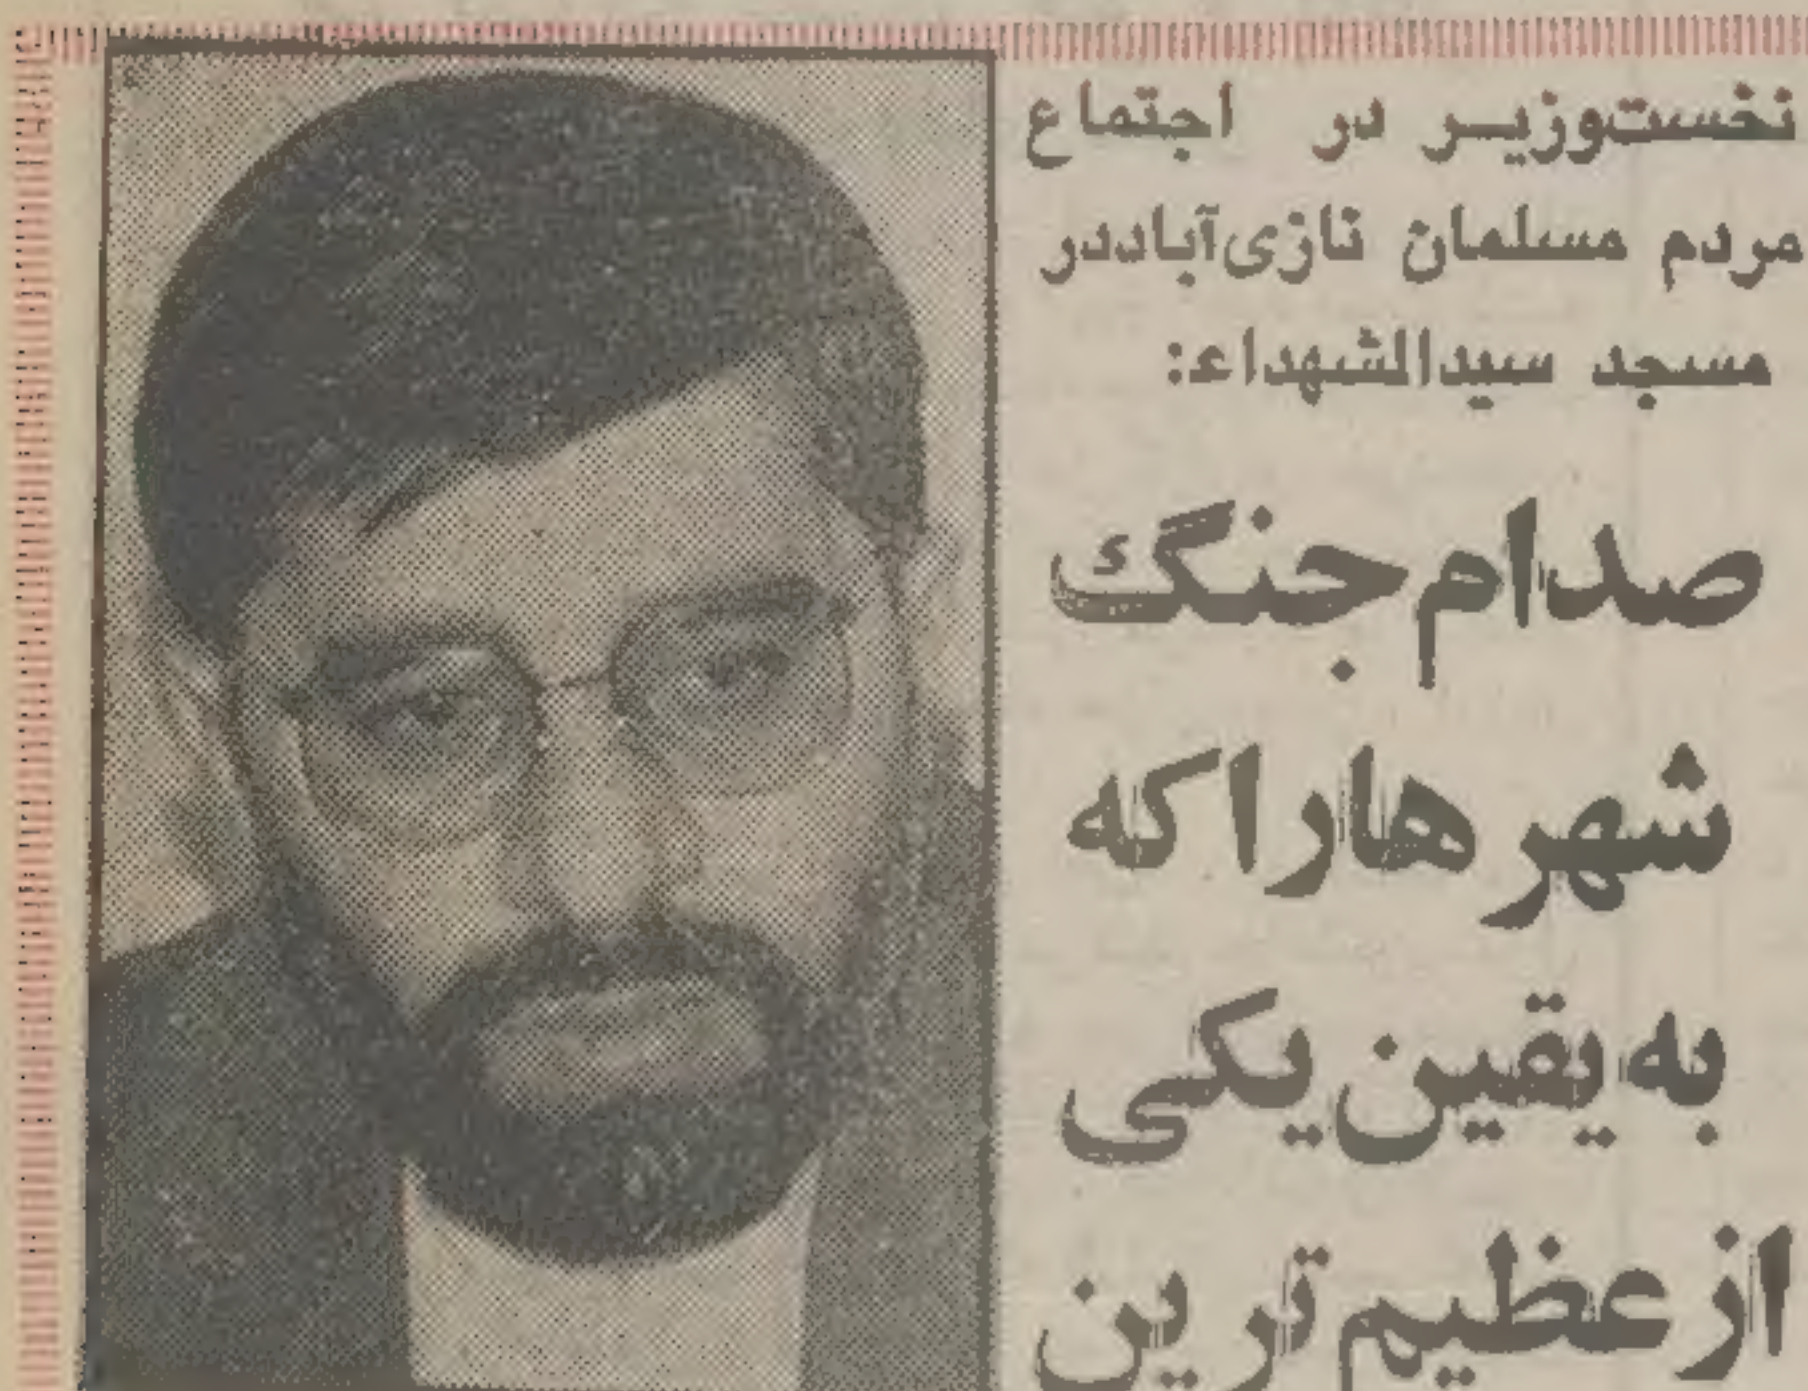 نخست‌وزیـر در اجتماع
مردم مسلمان نازی‌آباددر
مسجد سیدالشهداء:
صدام جنگ
شهرها را که
به یقین یکی
از عظیم ترین